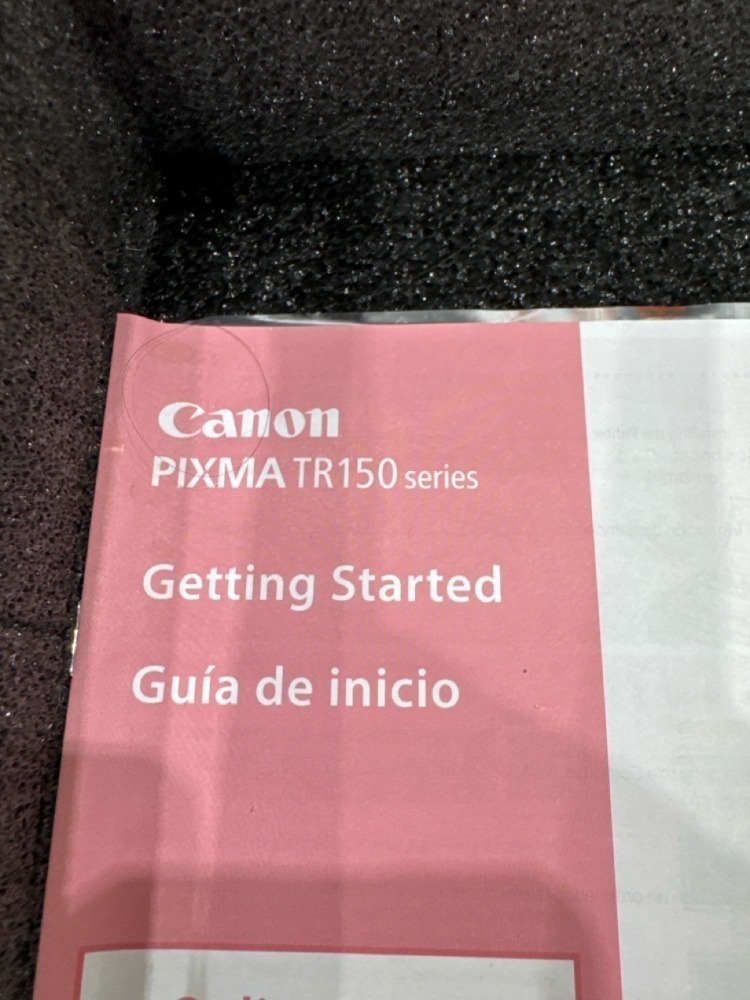 Canon
PIXMA TR150 series
Getting Started
Guía de inicio